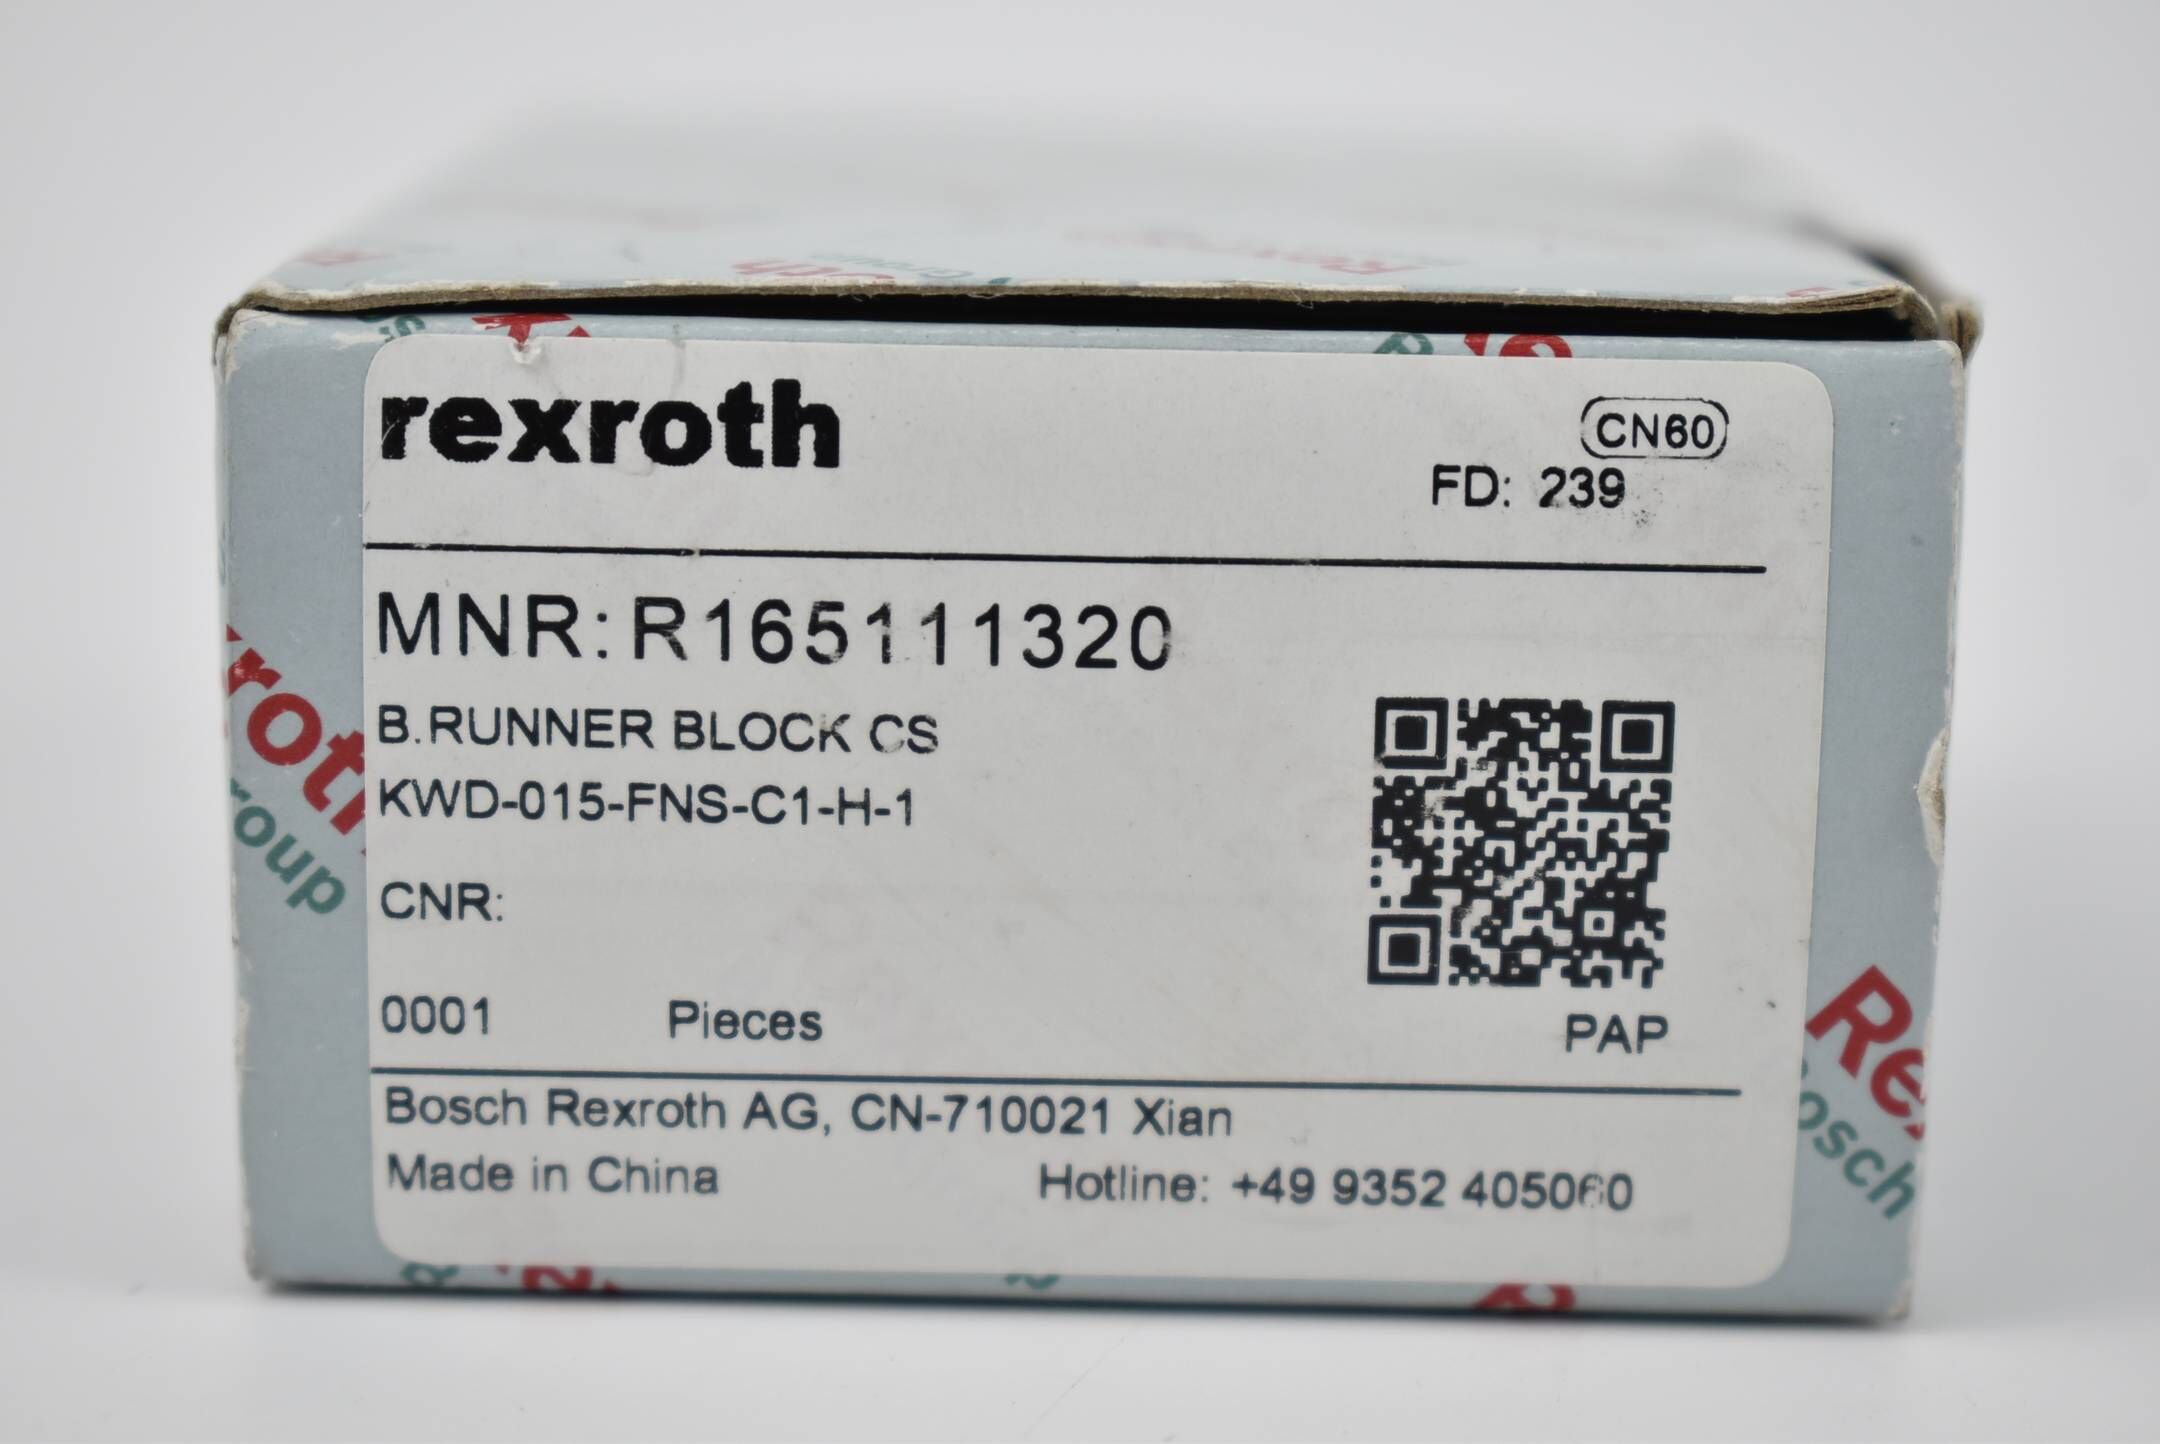 rexroth
CN60
FD: 239
MNR: R165111320
B.RUNNER BLOCK CS
KWD-015-FNS-C1-H-1
CNR:
0001 Pieces
PAP
Bosch Rexroth AG, CN-710021 Xian
Made in China Hotline: +49 9352 405060